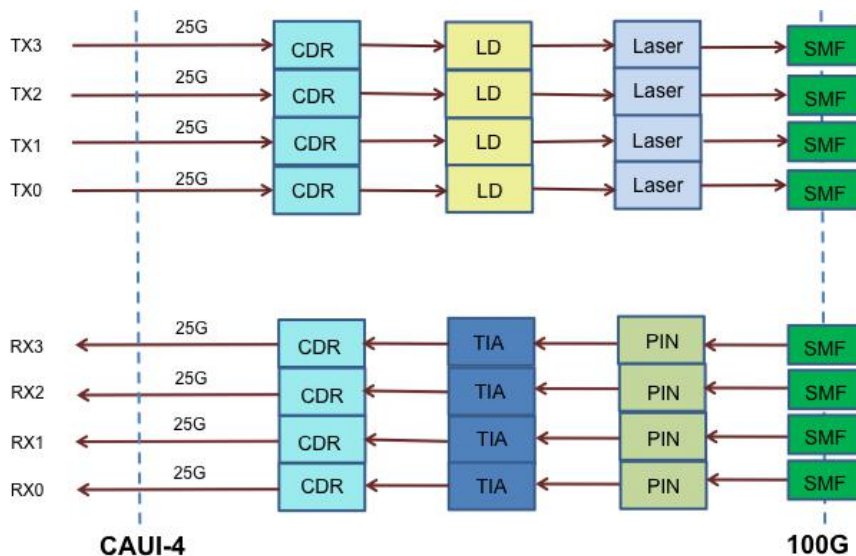 TX3 25G CDR LD Laser SMF
TX2 25G CDR LD Laser SMF
TX1 25G CDR LD Laser SMF
TX0 25G CDR LD Laser SMF
RX3 25G CDR TIA PIN SMF
RX2 25G CDR TIA PIN SMF
RX1 25G CDR TIA PIN SMF
RX0 25G CDR TIA PIN SMF
CAUI-4 100G